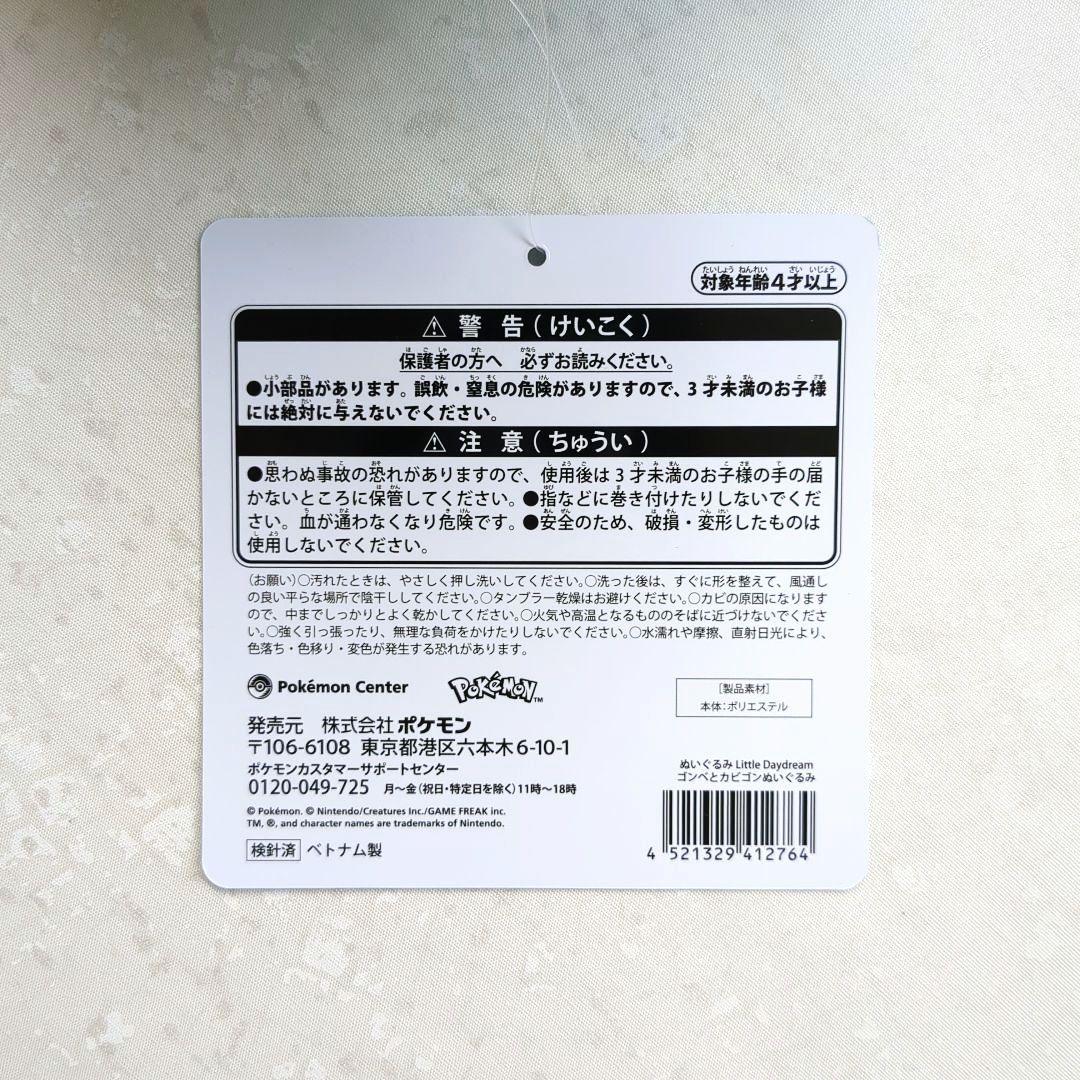 対象年齢4才以上
⚠ 警 告(けいこく)
保護者の方へ 必ずお読みください。
●小部品があります。誤飲・窒息の危険がありますので、3才未満のお子様
には絶対に与えないでください。
⚠ 注 意(ちゅうい)
●思わぬ事故の恐れがありますので、使用後は3才未満のお子様の手の届
かないところに保管してください。●指などに巻き付けたりしないでくだ
さい。血が通わなくなり危険です。●安全のため、破損・変形したものは
使用しないでください。
(お願い)○汚れたときは、やさしく押し洗いしてください。○洗った後は、すぐに形を整えて、風通し
の良い平らな場所で陰干ししてください。○タンブラー乾燥はお避けください。○カビの原因になります
ので、中までしっかりとよく乾かしてください。○火気や高温となるもののそばに近づけないでくださ
い。○強く引っ張ったり、無理な負荷をかけたりしないでください。○水濡れや摩擦、直射日光により、
色落ち・色移り・変色が発生する恐れがあります。
Pokémon Center POKÉMON™
[製品素材]
本体:ポリエステル
発売元 株式会社ポケモン
〒106-6108 東京都港区六本木6-10-1
ポケモンカスタマーサポートセンター
0120-049-725 月〜金(祝日・特定日を除く)11時〜18時
©Pokémon. ©Nintendo/Creatures Inc./GAME FREAK inc.
TM, ®, and character names are trademarks of Nintendo.
検針済 ベトナム製
ぬいぐるみ Little Daydream
ゴンベとカビゴンぬいぐるみ
4 521329 412764